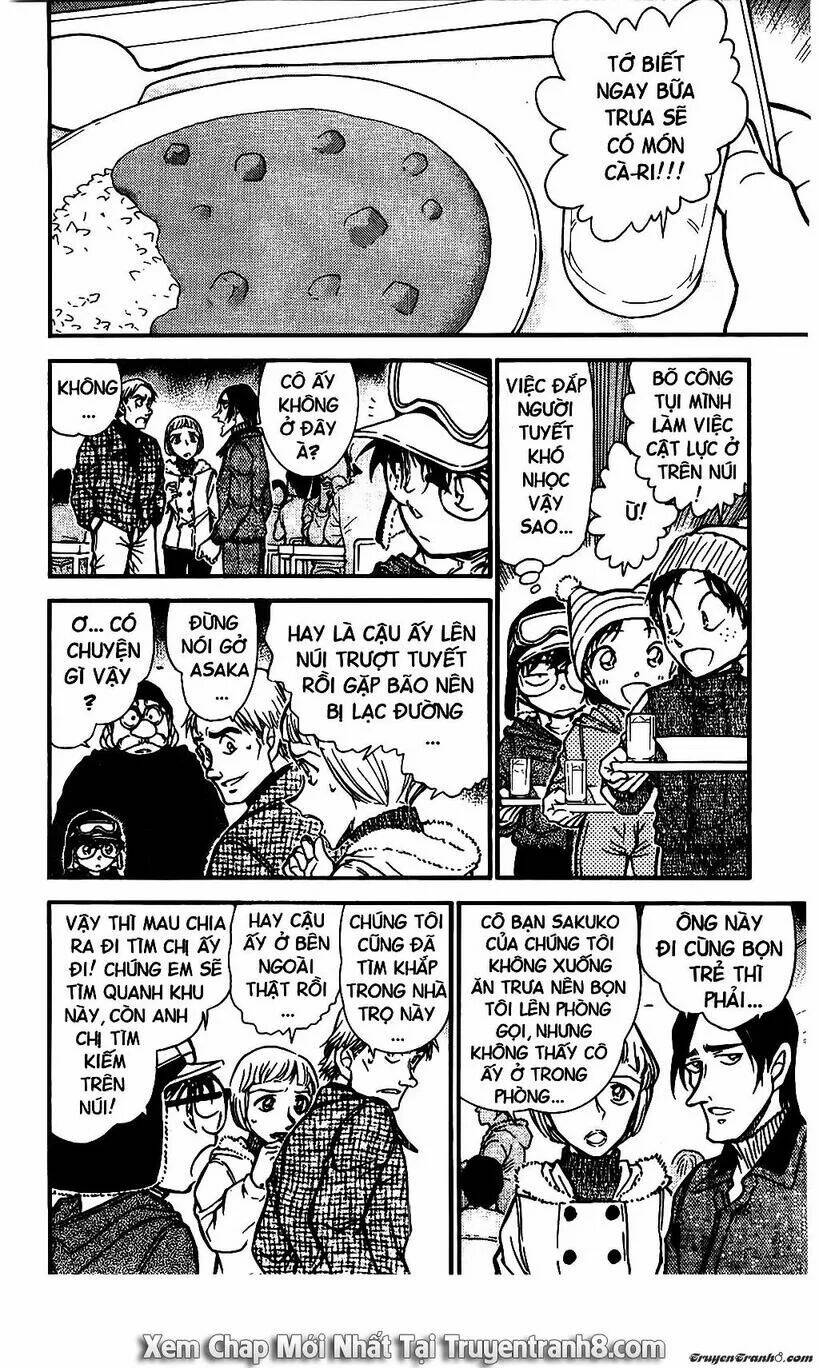 TỚ BIẾT
NGAY BỮA
TRƯA SẼ
CÓ MÓN
CÀ-RI!!!
BÕ CÔNG
TỤI MÌNH
LÀM VIỆC
CẬT LỰC Ở
TRÊN NÚI
!
Ừ!
VIỆC ĐẮP
NGƯỜI
TUYẾT
KHÓ
NHỌC
VẬY
SAO...
CÔ ẤY
KHÔNG
Ở ĐÂY
À?
KHÔNG
...
HAY LÀ CẬU ẤY LÊN
NÚI TRƯỢT TUYẾT
RỒI GẶP BÃO NÊN
BỊ LẠC ĐƯỜNG
...
ĐỪNG
NÓI GỞ
ASAKA
...
Ơ... CÓ
CHUYỆN
GÌ VẬY
?
ÔNG NÀY
ĐI CÙNG BỌN
TRẺ THÌ
PHẢI...
CÔ BẠN SAKUKO
CỦA CHÚNG TÔI
KHÔNG XUỐNG
ĂN TRƯA NÊN BỌN
TÔI LÊN PHÒNG
GỌI, NHƯNG
KHÔNG THẤY CÔ
ẤY Ở TRONG
PHÒNG...
CHÚNG TÔI
CŨNG ĐÃ
TÌM KHẮP
TRONG NHÀ
TRỌ NÀY
...
HAY CẬU
ẤY Ở BÊN
NGOÀI
THẬT RỒI
...
VẬY THÌ MAU CHIA
RA ĐI TÌM CHỊ ẤY
ĐI! CHÚNG EM SẼ
TÌM QUANH KHU
NÀY, CÒN ANH
CHỊ TÌM
KIẾM
TRÊN
NÚI!
Xem Chap Mới Nhất Tại Truyentranh8.com
TruyenTranh8.com